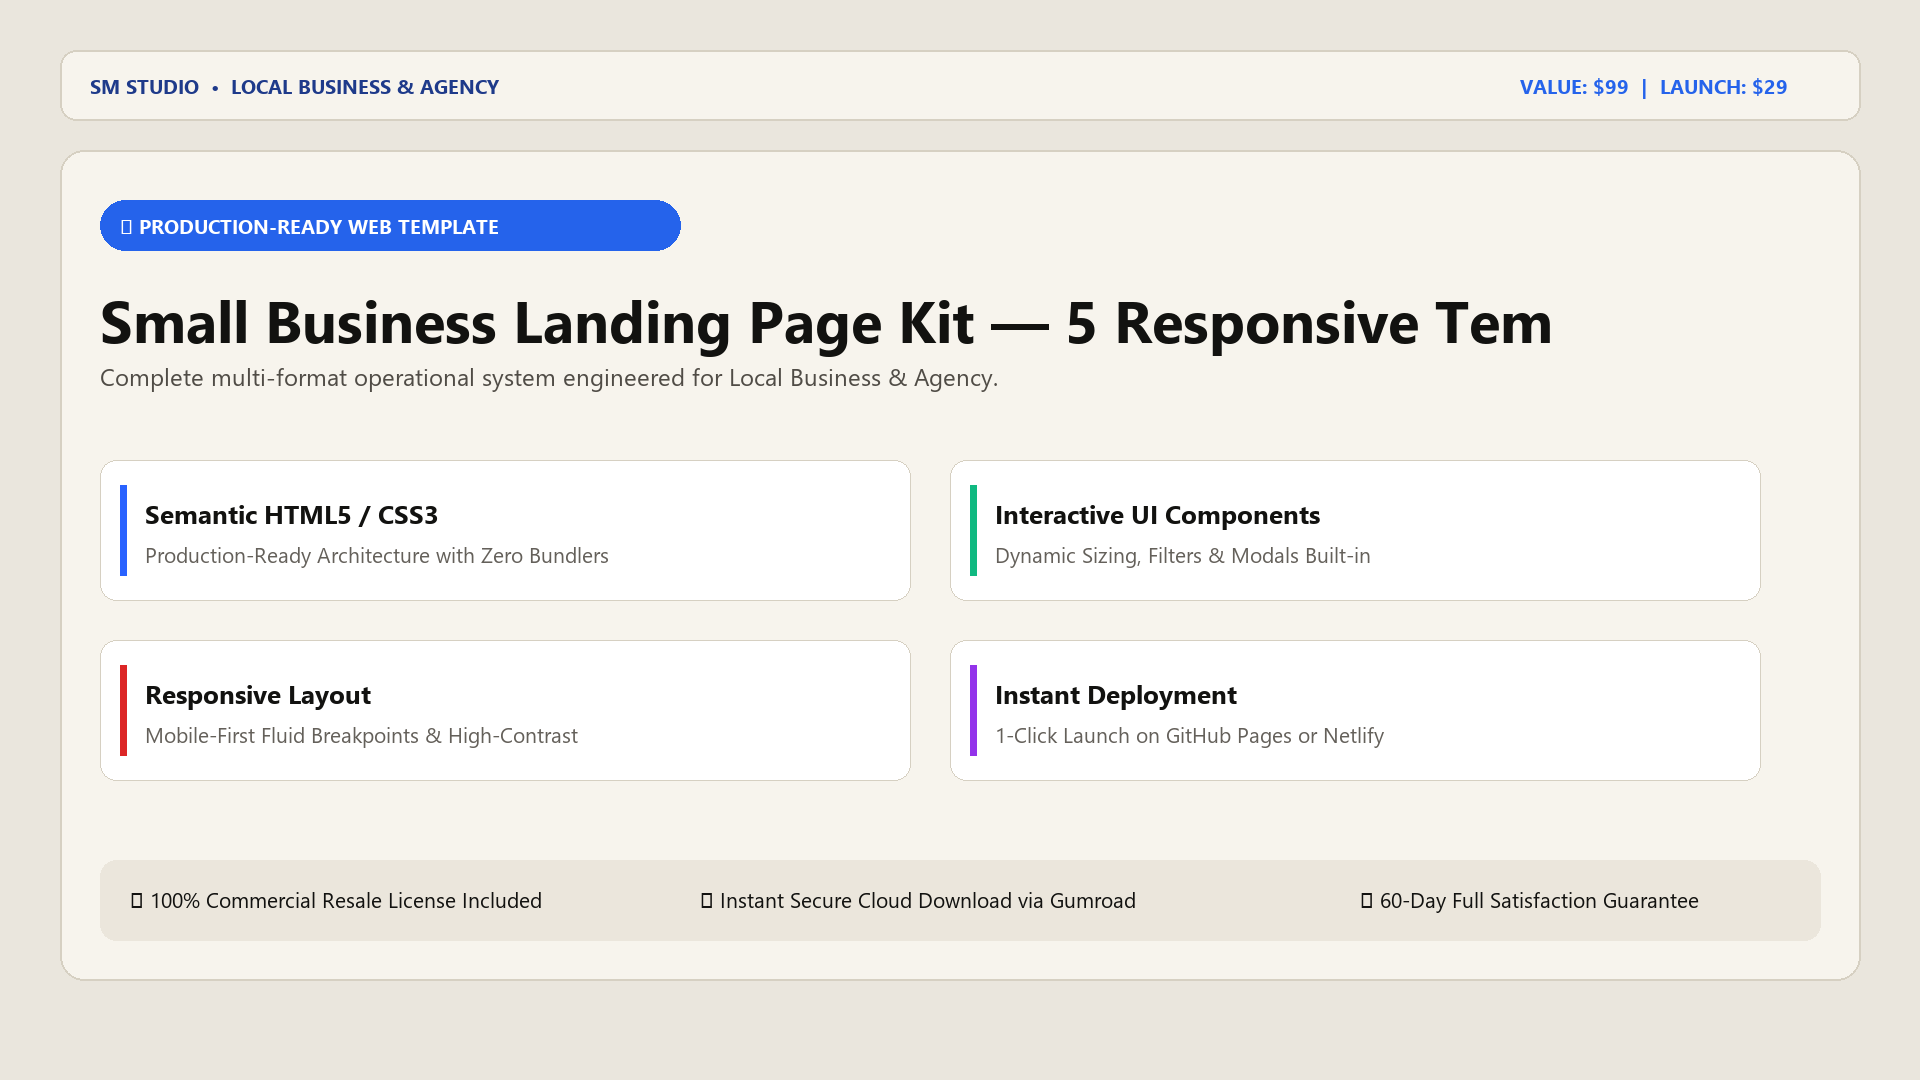 SM STUDIO • LOCAL BUSINESS & AGENCY
VALUE: $99 | LAUNCH: $29
PRODUCTION-READY WEB TEMPLATE
Small Business Landing Page Kit — 5 Responsive Tem
Complete multi-format operational system engineered for Local Business & Agency.
Semantic HTML5 / CSS3
Production-Ready Architecture with Zero Bundlers
Interactive UI Components
Dynamic Sizing, Filters & Modals Built-in
Responsive Layout
Mobile-First Fluid Breakpoints & High-Contrast
Instant Deployment
1-Click Launch on GitHub Pages or Netlify
100% Commercial Resale License Included
Instant Secure Cloud Download via Gumroad
60-Day Full Satisfaction Guarantee